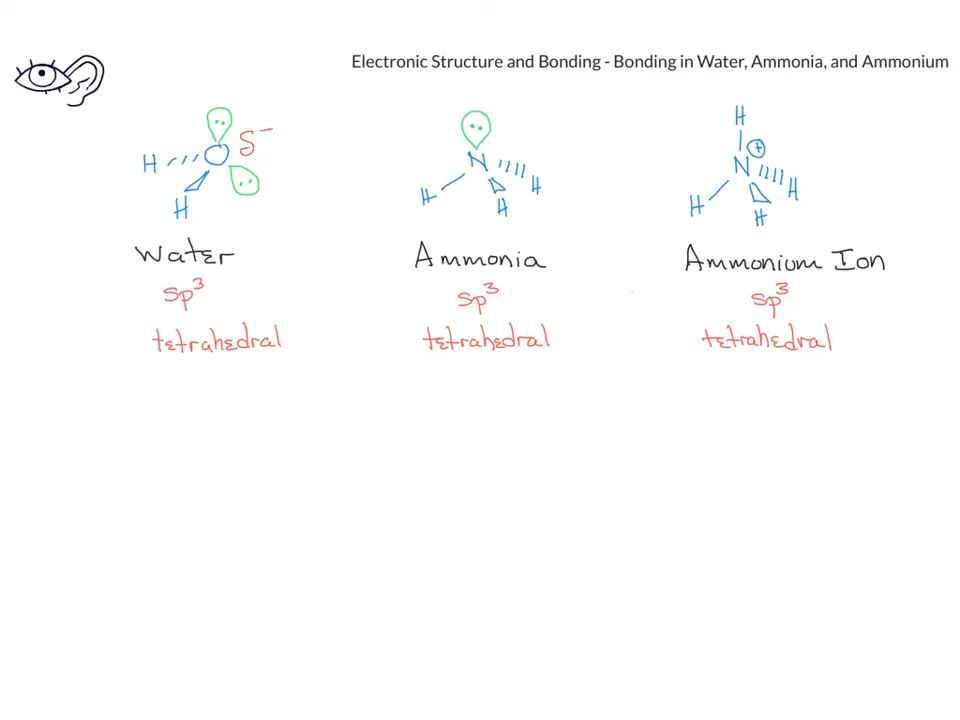 Electronic Structure and Bonding - Bonding in Water, Ammonia, and Ammonium
H O δ⁻
H
N
H H H
H
N ⊕
H H H
Water Ammonia Ammonium Ion
sp³ sp³ sp³
tetrahedral tetrahedral tetrahedral